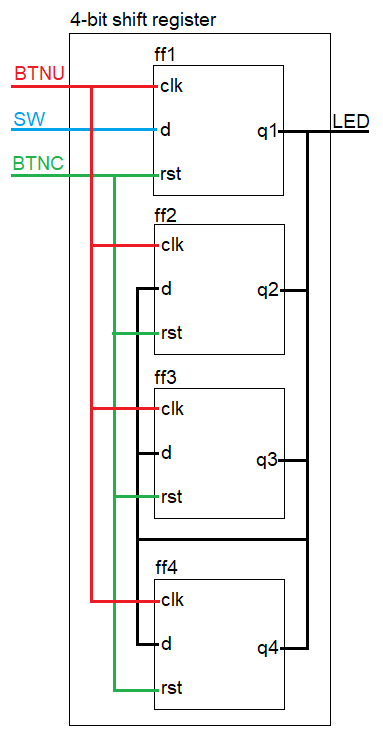 4-bit shift register
ff1
BTNU
clk
SW
d
q1
LED
BTNC
rst
ff2
clk
d
q2
rst
ff3
clk
d
q3
rst
ff4
clk
d
q4
rst